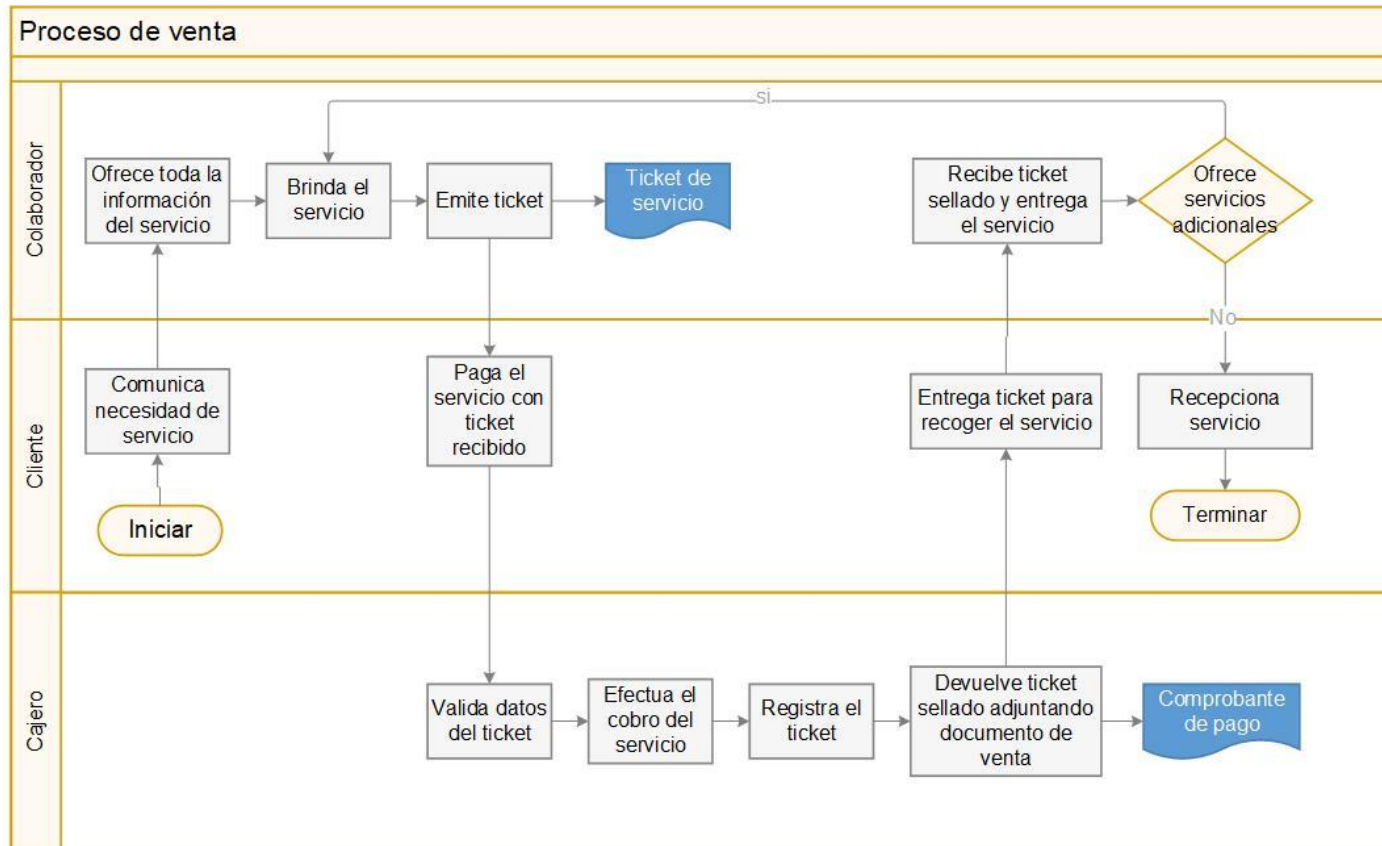 Proceso de venta
Colaborador
si
Ofrece toda la
información
del servicio
Brinda el
servicio
Emite ticket
Ticket de
servicio
Recibe ticket
sellado y entrega
el servicio
Ofrece
servicios
adicionales
No
Cliente
Comunica
necesidad de
servicio
Iniciar
Paga el
servicio con
ticket
recibido
Entrega ticket para
recoger el servicio
Recepciona
servicio
Terminar
Cajero
Valida datos
del ticket
Efectua el
cobro del
servicio
Registra el
ticket
Devuelve ticket
sellado adjuntando
documento de
venta
Comprobante
de pago